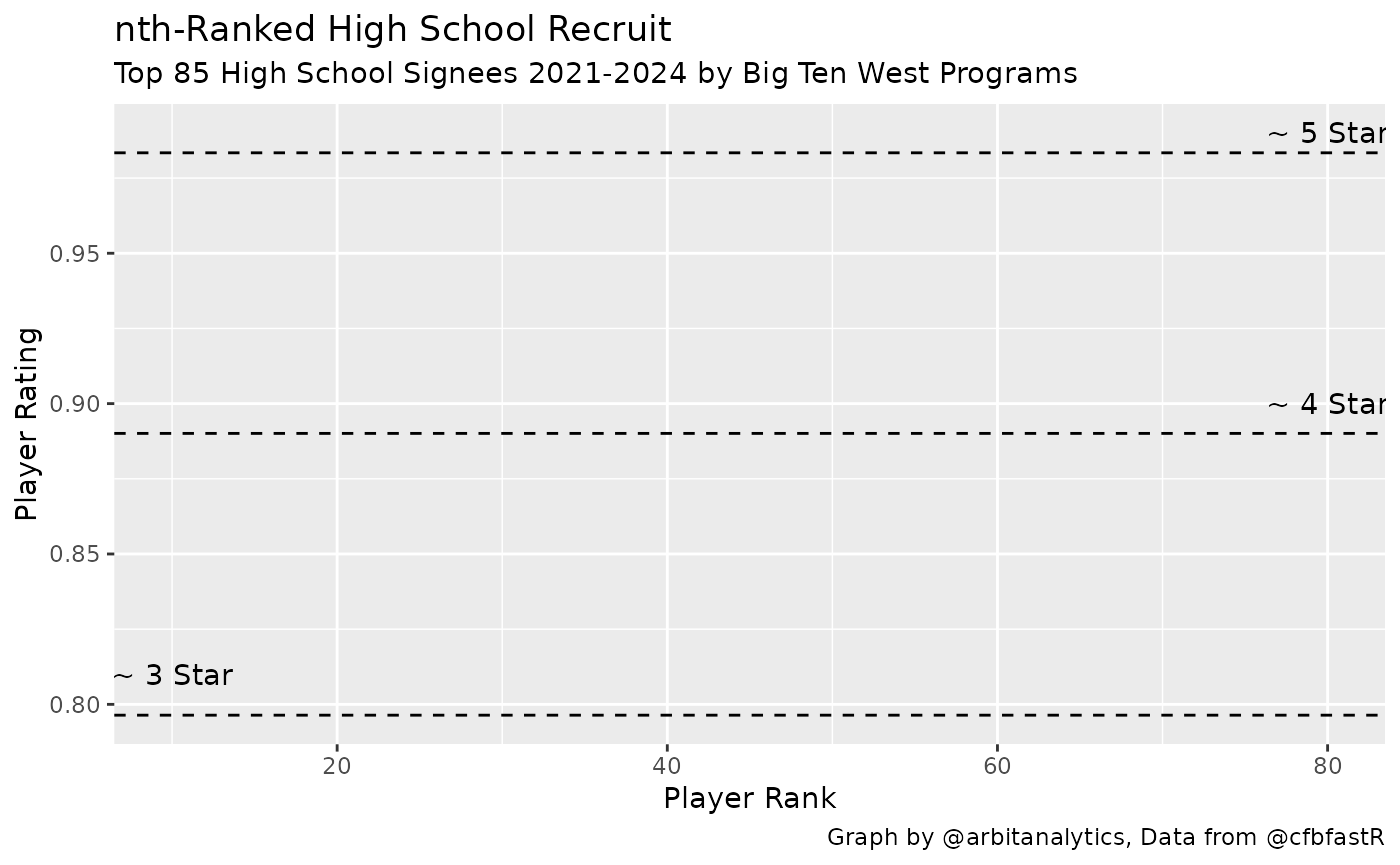 nth-Ranked High School Recruit
Top 85 High School Signees 2021-2024 by Big Ten West Programs
~ 5 Star
0.95
~ 4 Star
0.90
Player Rating
0.85
~ 3 Star
0.80
20 40 60 80
Player Rank
Graph by @arbitanalytics, Data from @cfbfastR